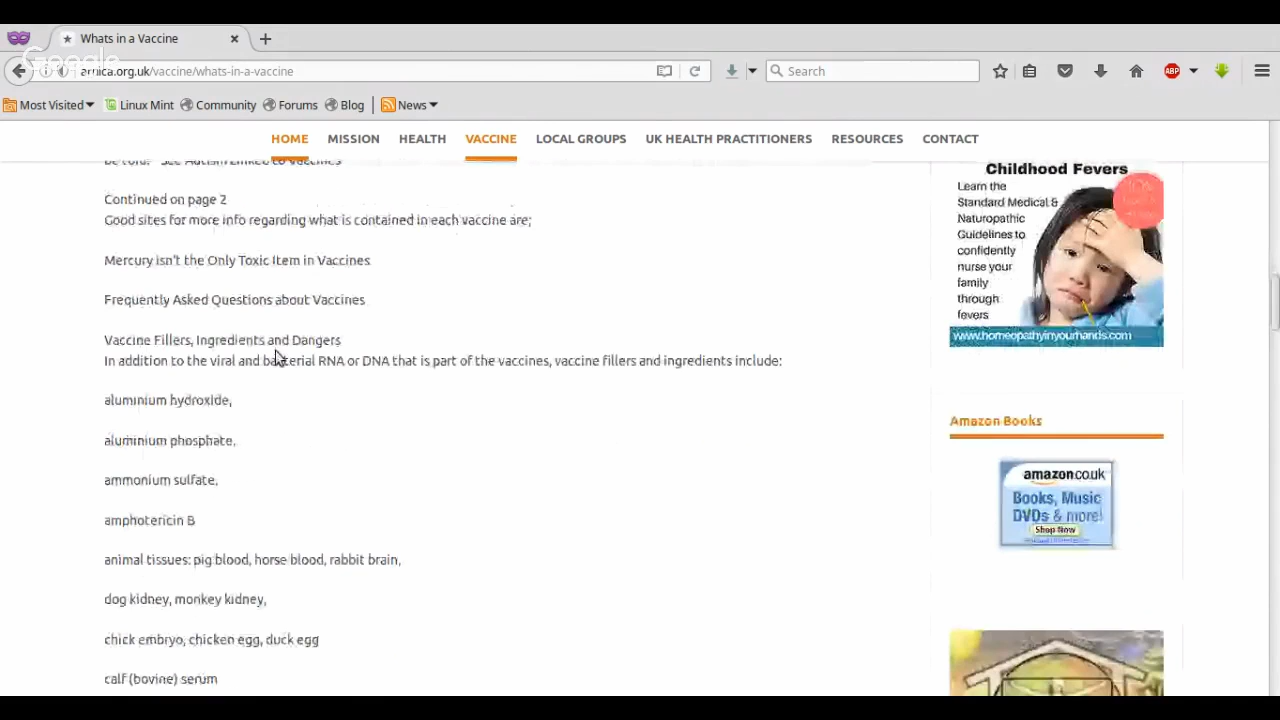 Whats in a Vaccine
Google
arnica.org.uk/vaccine/whats-in-a-vaccine
Search
ABP
Most Visited
Linux Mint
Community
Forums
Blog
News
HOME
MISSION
HEALTH
VACCINE
LOCAL GROUPS
UK HEALTH PRACTITIONERS
RESOURCES
CONTACT
Continued on page 2
Good sites for more info regarding what is contained in each vaccine are;
Mercury isn't the Only Toxic Item in Vaccines
Frequently Asked Questions about Vaccines
Vaccine Fillers, Ingredients and Dangers
In addition to the viral and bacterial RNA or DNA that is part of the vaccines, vaccine fillers and ingredients include:
aluminium hydroxide,
aluminium phosphate,
ammonium sulfate,
amphotericin B
animal tissues: pig blood, horse blood, rabbit brain,
dog kidney, monkey kidney,
chick embryo, chicken egg, duck egg
calf (bovine) serum
Childhood Fevers
Learn the
Standard Medical &
Naturopathic
Guidelines to
confidently
nurse your
family
through
fevers
www.homeopathyinyourhands.com
Amazon Books
amazon.co.uk
Books, Music
DVDs & more!
Shop Now